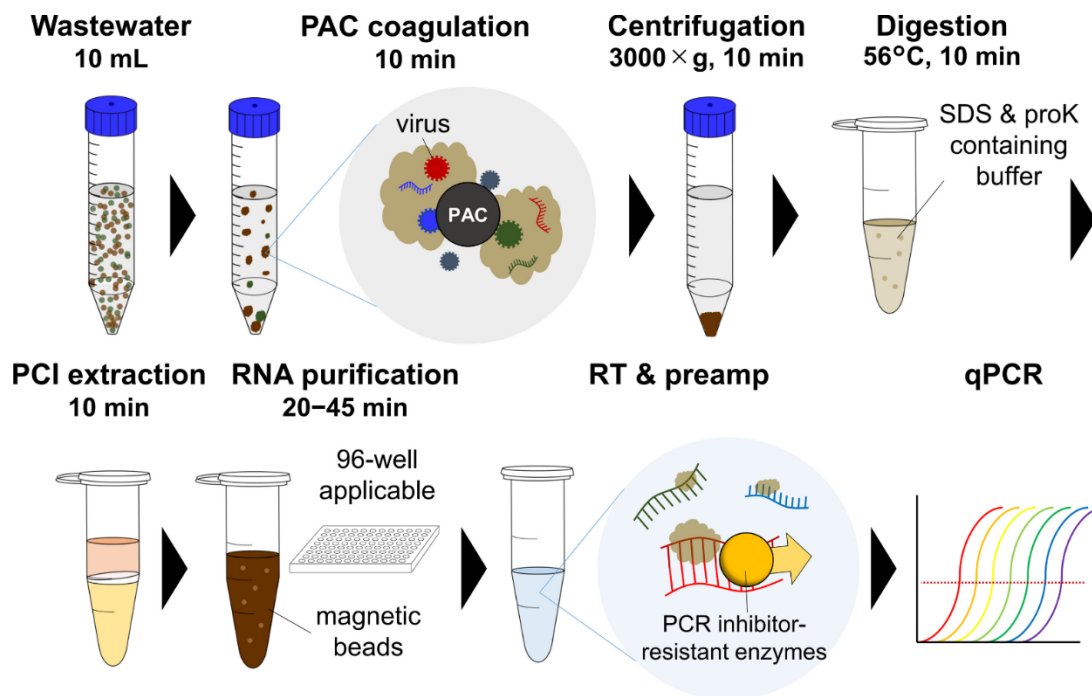 Wastewater
10 mL
PAC coagulation
10 min
Centrifugation
3000 × g, 10 min
Digestion
56°C, 10 min
virus
PAC
SDS & proK
containing
buffer
PCI extraction
10 min
RNA purification
20−45 min
96-well
applicable
magnetic
beads
RT & preamp
PCR inhibitor-
resistant enzymes
qPCR